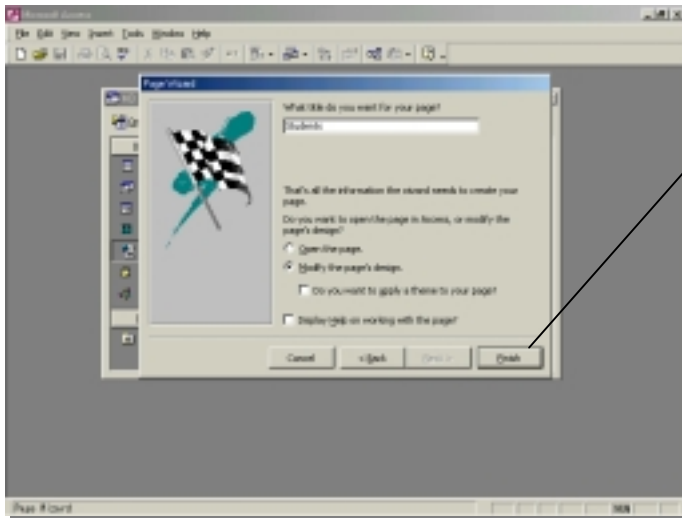 Microsoft Access
File Edit View Insert Tools Window Help
Page Wizard
What title do you want for your page?
Students
That's all the information the wizard needs to create your
page.
Do you want to open the page in Access, or modify the
page's design?
Open the page.
Modify the page's design.
Do you want to apply a theme to your page?
Display Help on working with the page?
Cancel < Back Next > Finish
Page Wizard NUM